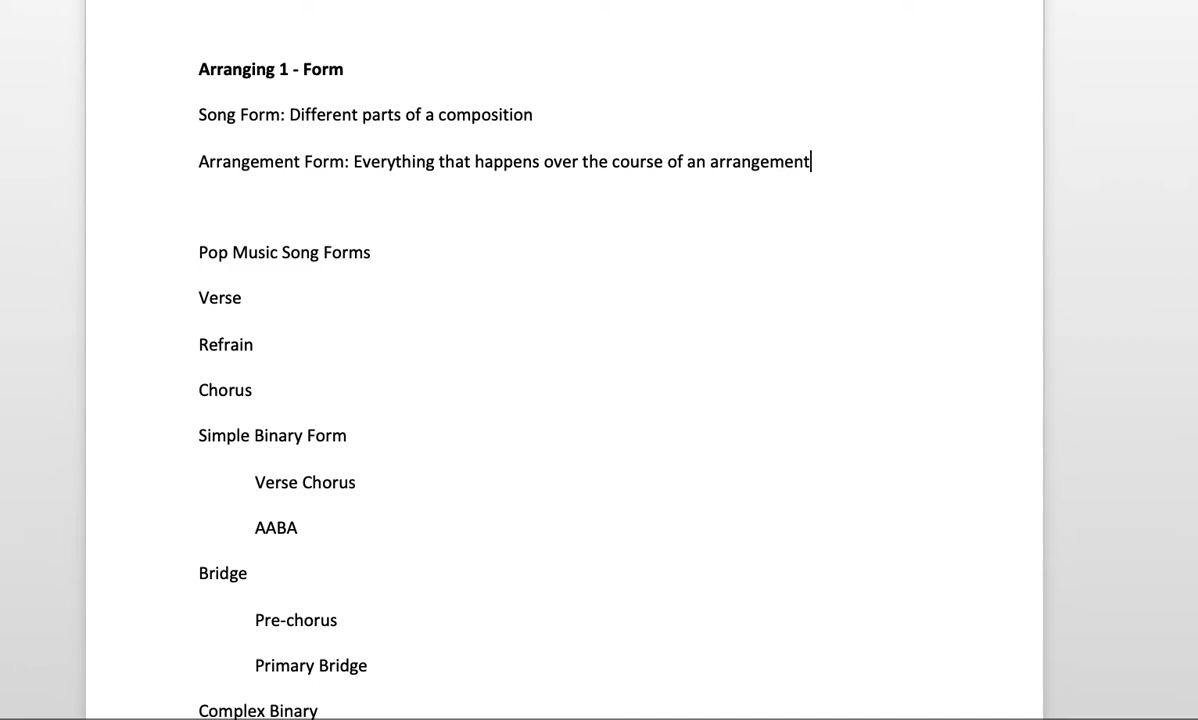 Arranging 1 - Form
Song Form: Different parts of a composition
Arrangement Form: Everything that happens over the course of an arrangement
Pop Music Song Forms
Verse
Refrain
Chorus
Simple Binary Form
Verse Chorus
AABA
Bridge
Pre-chorus
Primary Bridge
Complex Binary